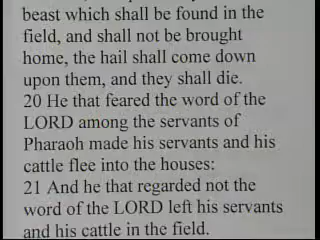 beast which shall be found in the
field, and shall not be brought
home, the hail shall come down
upon them, and they shall die.
20 He that feared the word of the
LORD among the servants of
Pharaoh made his servants and his
cattle flee into the houses:
21 And he that regarded not the
word of the LORD left his servants
and his cattle in the field.